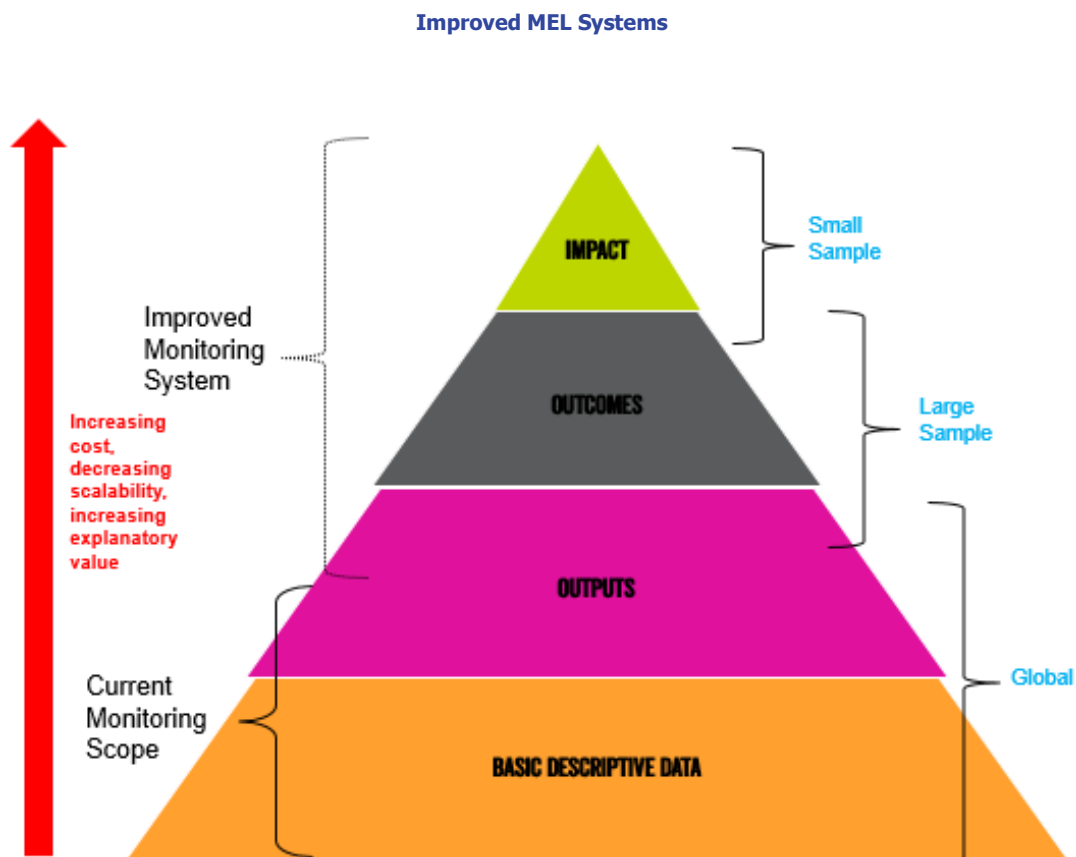 Improved MEL Systems
Small
Sample
IMPACT
Improved
Monitoring
System
OUTCOMES
Large
Sample
Increasing
cost,
decreasing
scalability,
increasing
explanatory
value
OUTPUTS
Current
Monitoring
Scope
Global
BASIC DESCRIPTIVE DATA